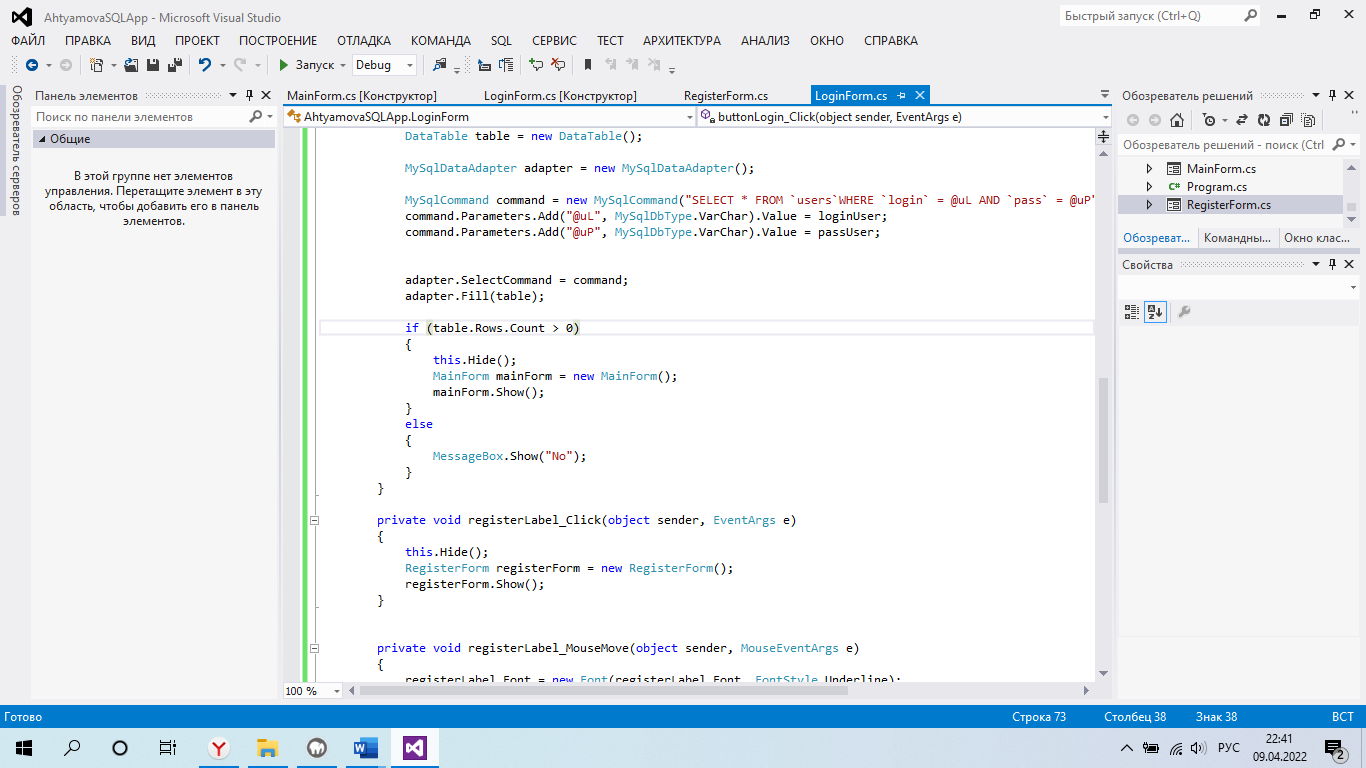 AhtyamovaSQLApp - Microsoft Visual Studio
Быстрый запуск (Ctrl+Q)
ФАЙЛ ПРАВКА ВИД ПРОЕКТ ПОСТРОЕНИЕ ОТЛАДКА КОМАНДА SQL СЕРВИС ТЕСТ АРХИТЕКТУРА АНАЛИЗ ОКНО СПРАВКА
Запуск Debug
Обозреватель серверов
Панель элементов
Поиск по панели элементов
Общие
В этой группе нет элементов
управления. Перетащите элемент в эту
область, чтобы добавить его в панель
элементов.
MainForm.cs [Конструктор] LoginForm.cs [Конструктор] RegisterForm.cs LoginForm.cs
AhtyamovaSQLApp.LoginForm buttonLogin_Click(object sender, EventArgs e)
DataTable table = new DataTable();
MySqlDataAdapter adapter = new MySqlDataAdapter();
MySqlCommand command = new MySqlCommand("SELECT * FROM `users`WHERE `login` = @uL AND `pass` = @uP"
command.Parameters.Add("@uL", MySqlDbType.VarChar).Value = loginUser;
command.Parameters.Add("@uP", MySqlDbType.VarChar).Value = passUser;
adapter.SelectCommand = command;
adapter.Fill(table);
if (table.Rows.Count > 0)
{
this.Hide();
MainForm mainForm = new MainForm();
mainForm.Show();
}
else
{
MessageBox.Show("No");
}
}
private void registerLabel_Click(object sender, EventArgs e)
{
this.Hide();
RegisterForm registerForm = new RegisterForm();
registerForm.Show();
}
private void registerLabel_MouseMove(object sender, MouseEventArgs e)
{
registerLabel.Font = new Font(registerLabel.Font, FontStyle.Underline);
100 %
Обозреватель решений
Обозреватель решений - поиск (Ctrl
MainForm.cs
Program.cs
RegisterForm.cs
Обозреват... Командны... Окно клас...
Свойства
Готово Строка 73 Столбец 38 Знак 38 ВСТ
РУС
22:41
09.04.2022
2